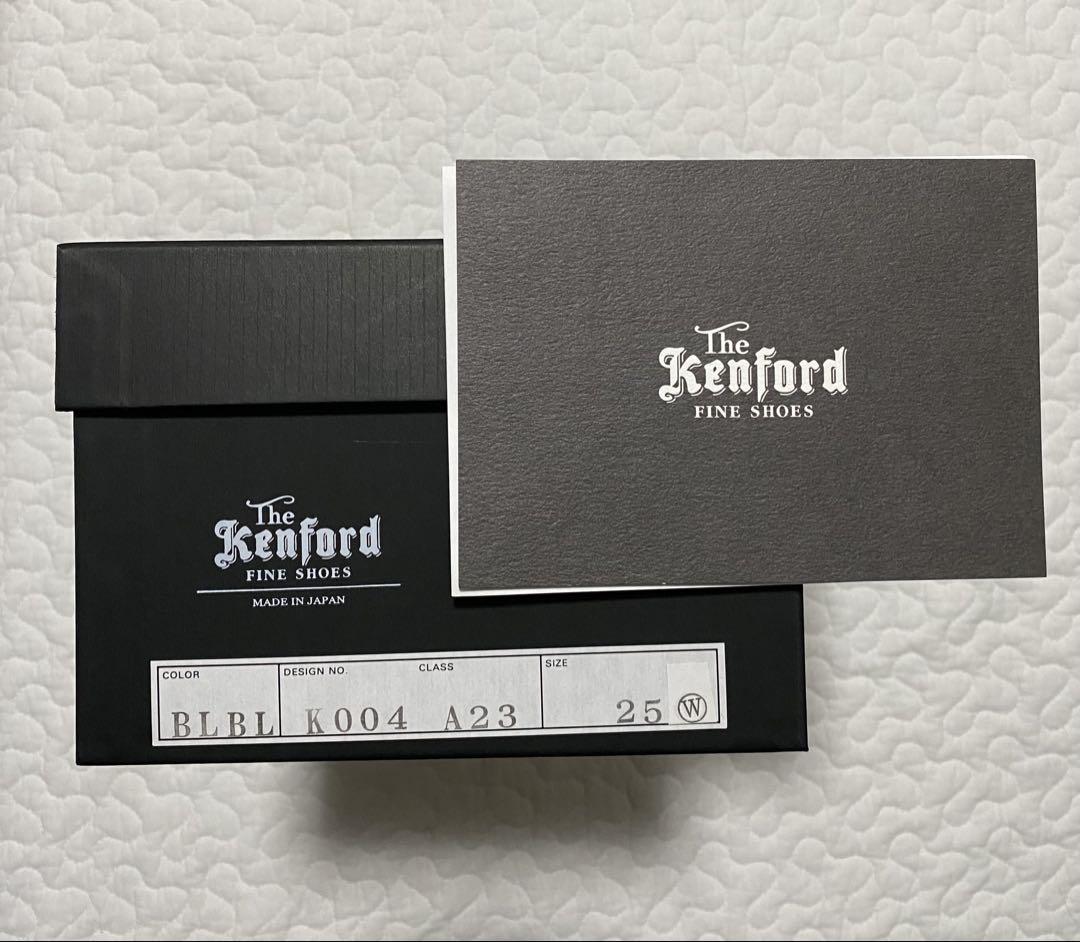 The
Kenford
FINE SHOES
The
Kenford
FINE SHOES
MADE IN JAPAN
COLOR DESIGN NO. CLASS SIZE
BLBL K004 A23 25 W